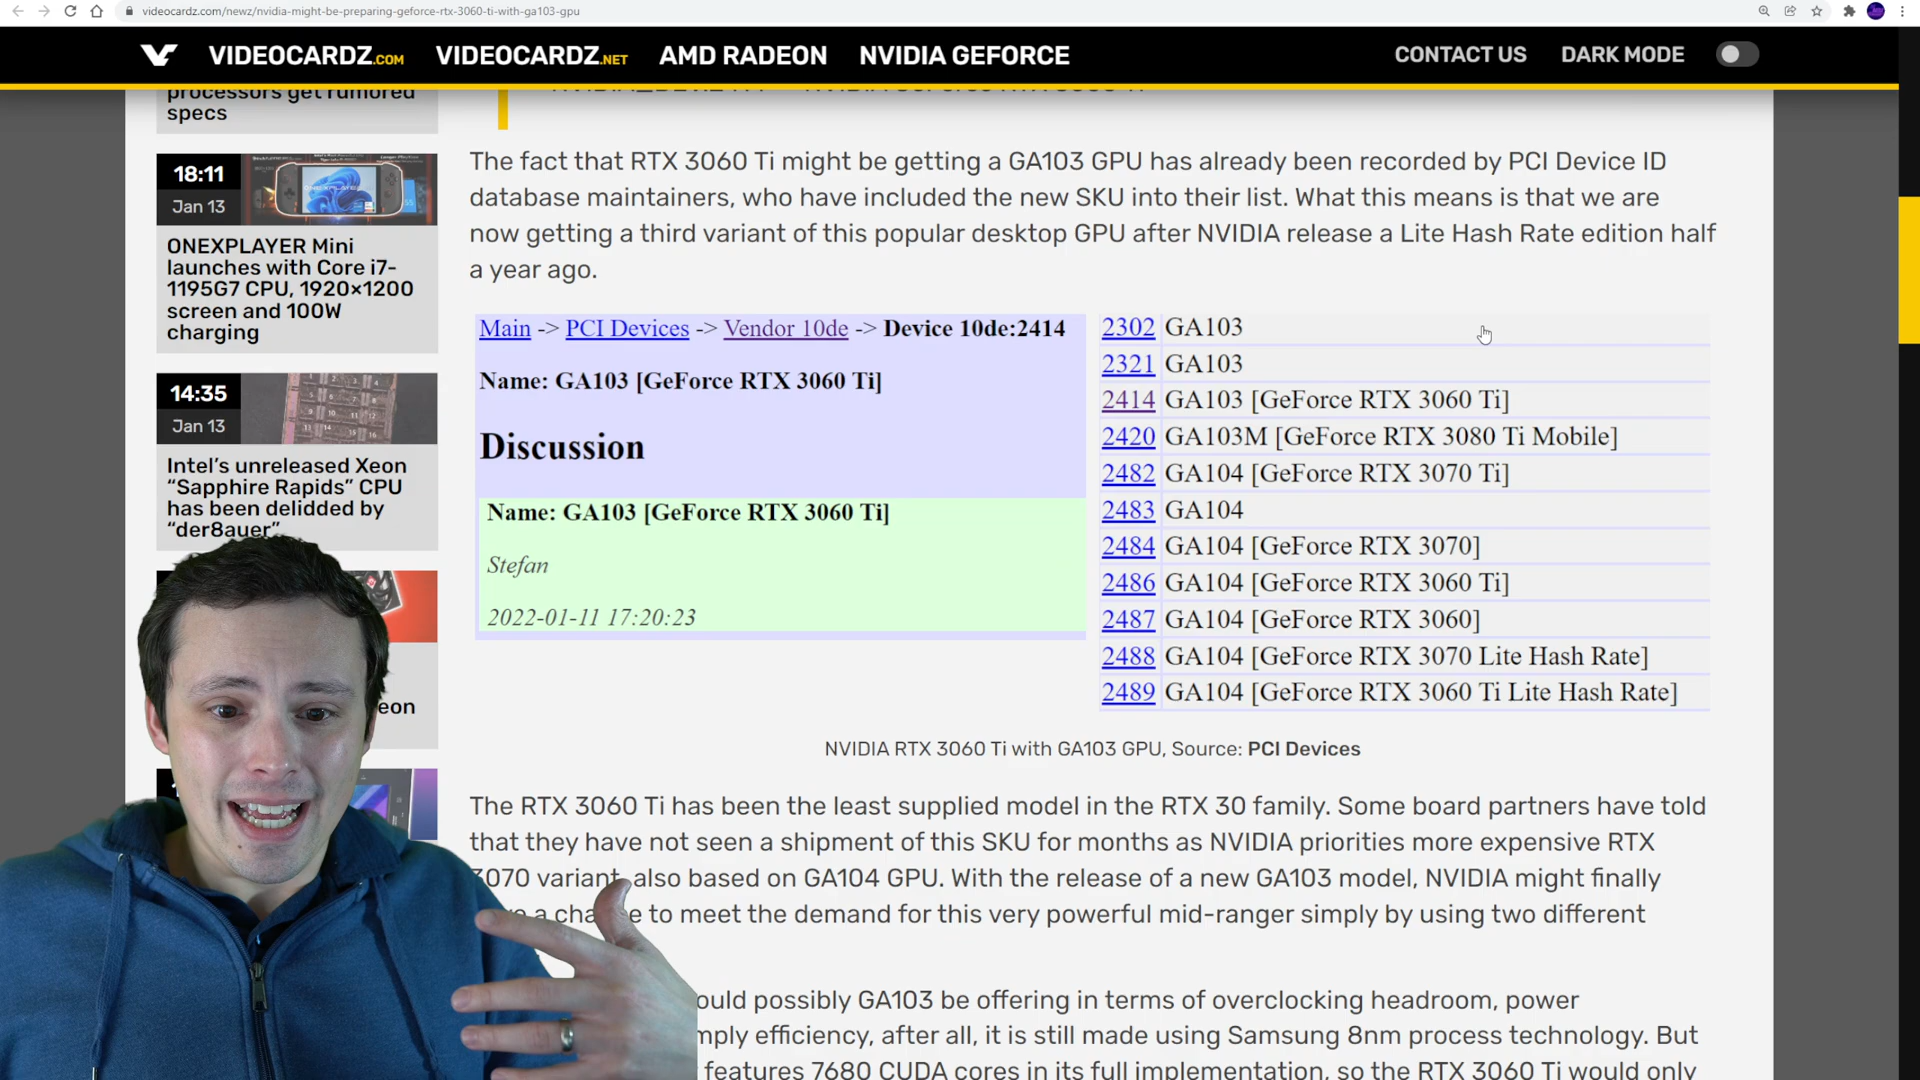 videocardz.com/newz/nvidia-might-be-preparing-geforce-rtx-3060-ti-with-ga103-gpu
VIDEOCARDZ.COM VIDEOCARDZ.NET AMD RADEON NVIDIA GEFORCE CONTACT US DARK MODE
processors get rumored
specs
18:11
Jan 13
ONEXPLAYER Mini
launches with Core i7-
1195G7 CPU, 1920×1200
screen and 100W
charging
14:35
Jan 13
Intel's unreleased Xeon
"Sapphire Rapids" CPU
has been delidded by
"der8auer"
eon
The fact that RTX 3060 Ti might be getting a GA103 GPU has already been recorded by PCI Device ID
database maintainers, who have included the new SKU into their list. What this means is that we are
now getting a third variant of this popular desktop GPU after NVIDIA release a Lite Hash Rate edition half
a year ago.
Main -> PCI Devices -> Vendor 10de -> Device 10de:2414
Name: GA103 [GeForce RTX 3060 Ti]
Discussion
Name: GA103 [GeForce RTX 3060 Ti]
Stefan
2022-01-11 17:20:23
2302 GA103
2321 GA103
2414 GA103 [GeForce RTX 3060 Ti]
2420 GA103M [GeForce RTX 3080 Ti Mobile]
2482 GA104 [GeForce RTX 3070 Ti]
2483 GA104
2484 GA104 [GeForce RTX 3070]
2486 GA104 [GeForce RTX 3060 Ti]
2487 GA104 [GeForce RTX 3060]
2488 GA104 [GeForce RTX 3070 Lite Hash Rate]
2489 GA104 [GeForce RTX 3060 Ti Lite Hash Rate]
NVIDIA RTX 3060 Ti with GA103 GPU, Source: PCI Devices
The RTX 3060 Ti has been the least supplied model in the RTX 30 family. Some board partners have told
that they have not seen a shipment of this SKU for months as NVIDIA priorities more expensive RTX
3070 variant, also based on GA104 GPU. With the release of a new GA103 model, NVIDIA might finally
a to meet the demand for this very powerful mid-ranger simply by using two different
ould possibly GA103 be offering in terms of overclocking headroom, power
mply efficiency, after all, it is still made using Samsung 8nm process technology. But
features 7680 CUDA cores in its full implementation, so the RTX 3060 Ti would only